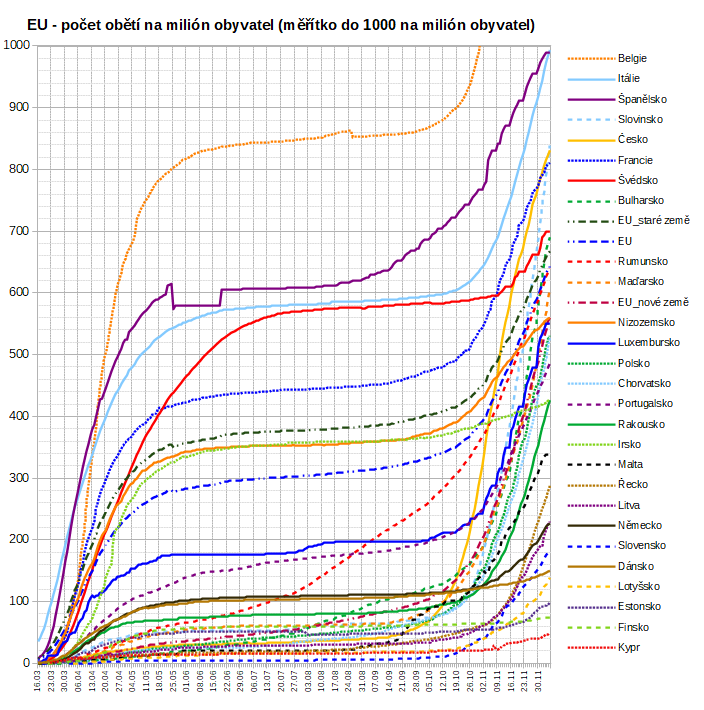 EU - počet obětí na milión obyvatel (měřítko do 1000 na milión obyvatel)
1000
900
800
700
600
500
400
300
200
100
0
16.03 23.03 30.03 06.04 13.04 20.04 27.04 04.05 11.05 18.05 25.05 01.06 08.06 15.06 22.06 29.06 06.07 13.07 20.07 27.07 03.08 10.08 17.08 24.08 31.08 07.09 14.09 21.09 28.09 05.10 12.10 19.10 26.10 02.11 09.11 16.11 23.11 30.11
Belgie
Itálie
Španělsko
Slovinsko
Česko
Francie
Švédsko
Bulharsko
EU_staré země
EU
Rumunsko
Maďarsko
EU_nové země
Nizozemsko
Luxembursko
Polsko
Chorvatsko
Portugalsko
Rakousko
Irsko
Malta
Řecko
Litva
Německo
Slovensko
Dánsko
Lotyšsko
Estonsko
Finsko
Kypr